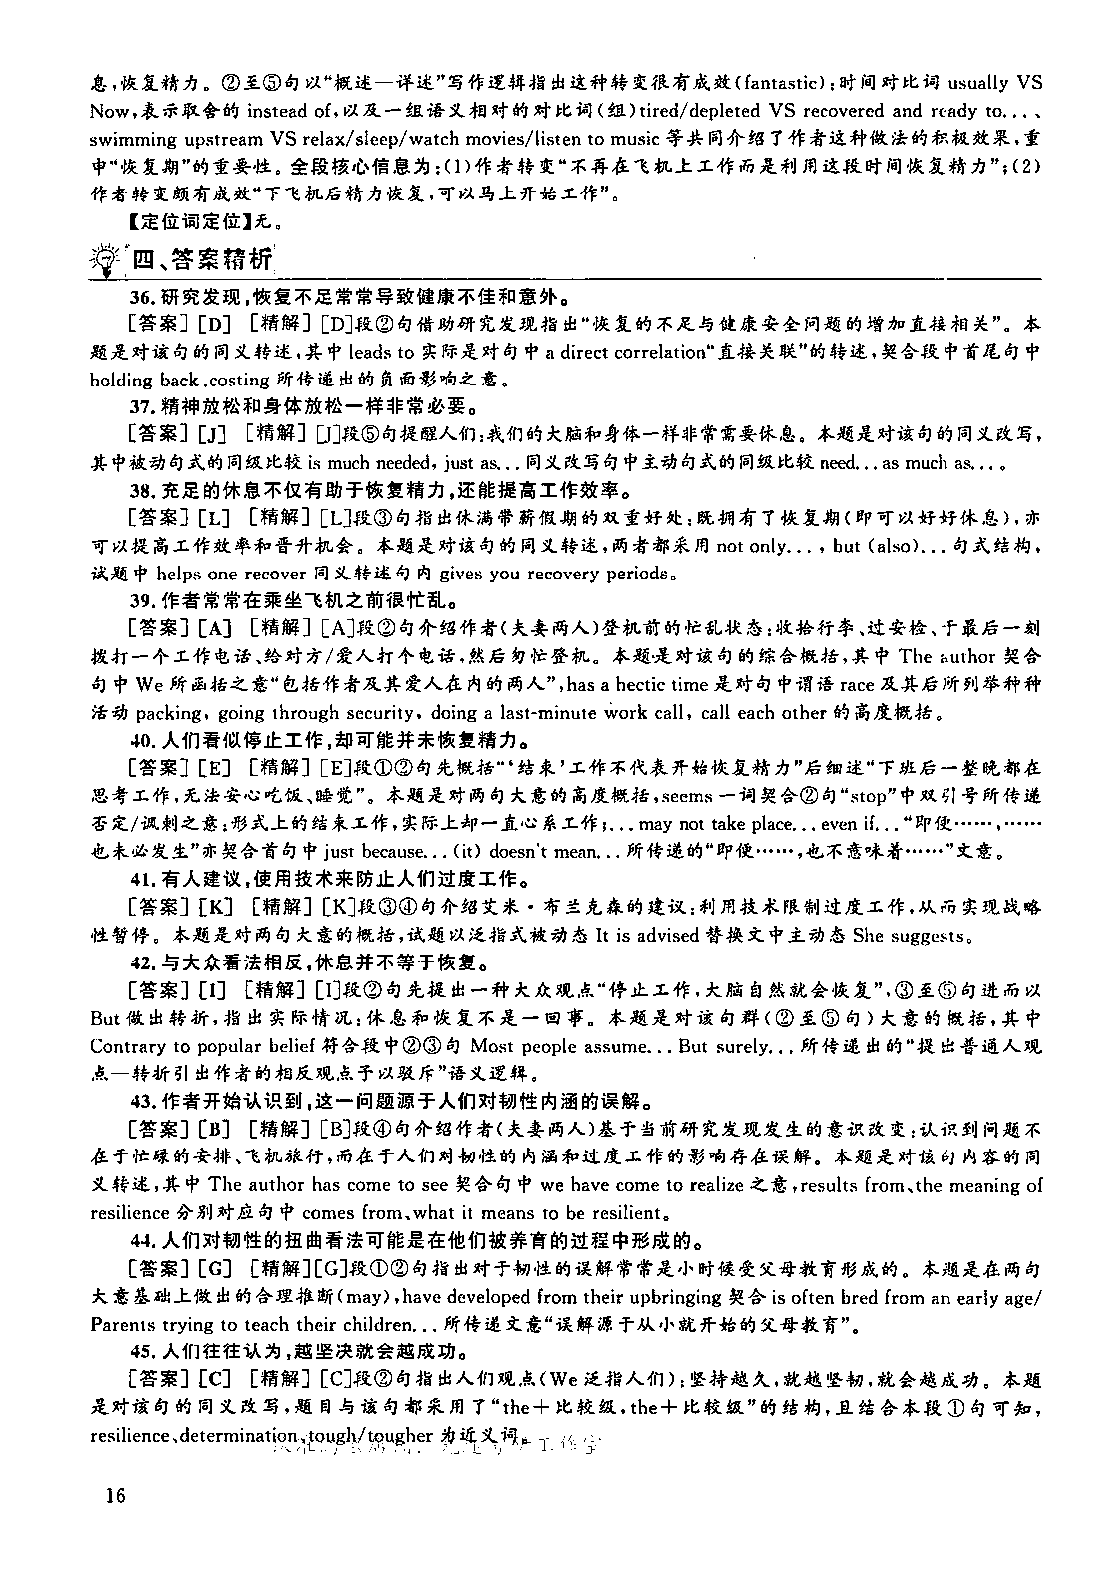 息,恢复精力。②至⑤句以“概述—详述”写作逻辑指出这种转变很有成效(fantastic):时间对比词 usually VS
Now,表示取舍的 instead of,以及一组语义相对的对比词(组)tired/depleted VS recovered and ready to...、
swimming upstream VS relax/sleep/watch movies/listen to music 等共同介绍了作者这种做法的积极效果,重
申“恢复期”的重要性。全段核心信息为:(1)作者转变“不再在飞机上工作而是利用这段时间恢复精力”;(2)
作者转变颇有成效“下飞机后精力恢复,可以马上开始工作”。
【定位词定位】无。
四、答案精析
36. 研究发现,恢复不足常常导致健康不佳和意外。
[答案] [D] [精解] [D]段②句借助研究发现指出“恢复的不足与健康安全问题的增加直接相关”。本
题是对该句的同义转述,其中 leads to 实际是对句中 a direct correlation“直接关联”的转述,契合段中首尾句中
holding back,costing 所传递出的负面影响之意。
37. 精神放松和身体放松一样非常必要。
[答案] [J] [精解] [J]段⑤句提醒人们:我们的大脑和身体一样非常需要休息。本题是对该句的同义改写,
其中被动句式的同级比较 is much needed, just as... 同义改写句中主动句式的同级比较 need... as much as...。
38. 充足的休息不仅有助于恢复精力,还能提高工作效率。
[答案] [L] [精解] [L]段③句指出休满带薪假期的双重好处:既拥有了恢复期(即可以好好休息),亦
可以提高工作效率和晋升机会。本题是对该句的同义转述,两者都采用 not only..., but (also)... 句式结构,
试题中 helps one recover 同义转述句内 gives you recovery periods。
39. 作者常常在乘坐飞机之前很忙乱。
[答案] [A] [精解] [A]段②句介绍作者(夫妻两人)登机前的忙乱状态:收拾行李、过安检、于最后一刻
拨打一个工作电话、给对方/爱人打个电话,然后匆忙登机。本题是对该句的综合概括,其中 The author 契合
句中 We 所函括之意“包括作者及其爱人在内的两人”,has a hectic time 是对句中谓语 race 及其后所列举种种
活动 packing, going through security, doing a last-minute work call, call each other 的高度概括。
40. 人们看似停止工作,却可能并未恢复精力。
[答案] [E] [精解] [E]段①②句先概括“‘结束’工作不代表开始恢复精力”后细述“下班后一整晚都在
思考工作,无法安心吃饭、睡觉”。本题是对两句大意的高度概括,seems 一词契合②句“stop”中双引号所传递
否定/讽刺之意:形式上的结束工作,实际上却一直心系工作;... may not take place... even if... “即使……,……
也未必发生”亦契合首句中 just because... (it) doesn't mean... 所传递的“即便……,也不意味着……”文意。
41. 有人建议,使用技术来防止人们过度工作。
[答案] [K] [精解] [K]段③④句介绍艾米·布兰克森的建议:利用技术限制过度工作,从而实现战略
性暂停。本题是对两句大意的概括,试题以泛指式被动态 It is advised 替换文中主动态 She suggests。
42. 与大众看法相反,休息并不等于恢复。
[答案] [I] [精解] [I]段②句先提出一种大众观点“停止工作,大脑自然就会恢复”,③至⑤句进而以
But 做出转折,指出实际情况:休息和恢复不是一回事。本题是对该句群(②至⑤句)大意的概括,其中
Contrary to popular belief 符合段中②③句 Most people assume... But surely... 所传递出的“提出普通人观
点—转折引出作者的相反观点予以驳斥”语义逻辑。
43. 作者开始认识到,这一问题源于人们对韧性内涵的误解。
[答案] [B] [精解] [B]段④句介绍作者(夫妻两人)基于当前研究发现发生的意识改变:认识到问题不
在于忙碌的安排、飞机旅行,而在于人们对韧性的内涵和过度工作的影响存在误解。本题是对该句内容的同
义转述,其中 The author has come to see 契合句中 we have come to realize 之意,results from、the meaning of
resilience 分别对应句中 comes from、what it means to be resilient。
44. 人们对韧性的扭曲看法可能是在他们被养育的过程中形成的。
[答案] [G] [精解][G]段①②句指出对于韧性的误解常常是小时候受父母教育形成的。本题是在两句
大意基础上做出的合理推断(may),have developed from their upbringing 契合 is often bred from an early age/
Parents trying to teach their children... 所传递文意“误解源于从小就开始的父母教育”。
45. 人们往往认为,越坚决就会越成功。
[答案] [C] [精解] [C]段②句指出人们观点(We 泛指人们):坚持越久,就越坚韧,就会越成功。本题
是对该句的同义改写,题目与该句都采用了“the＋比较级,the＋比较级”的结构,且结合本段①句可知,
resilience、determination、tough/tougher 为近义词。
16